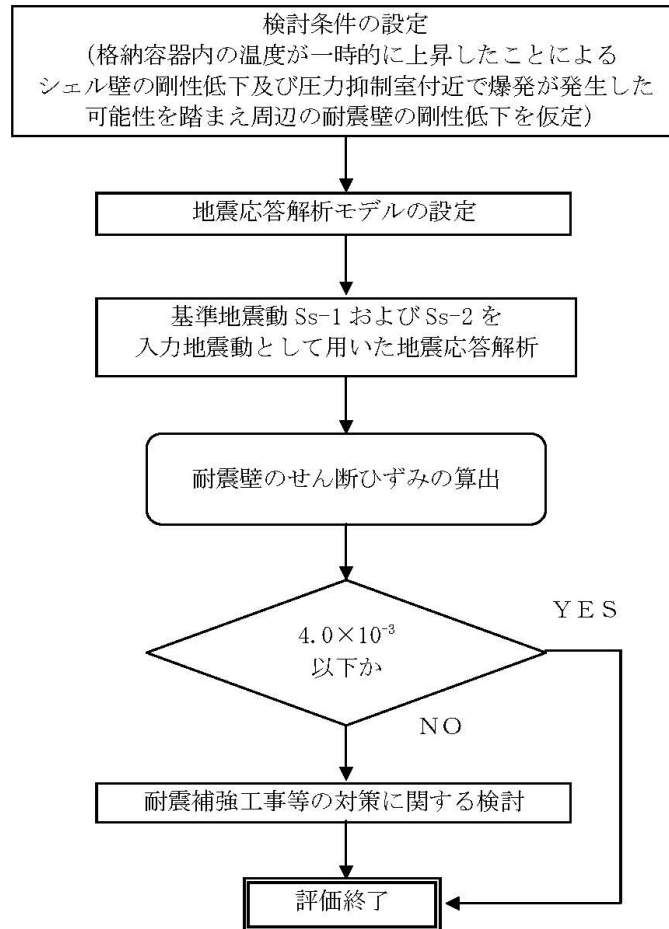 検討条件の設定
(格納容器内の温度が一時的に上昇したことによる
シェル壁の剛性低下及び圧力抑制室付近で爆発が発生した
可能性を踏まえ周辺の耐震壁の剛性低下を仮定)
地震応答解析モデルの設定
基準地震動 Ss-1 および Ss-2 を
入力地震動として用いた地震応答解析
耐震壁のせん断ひずみの算出
4.0×10⁻³
以下か
YES
NO
耐震補強工事等の対策に関する検討
評価終了